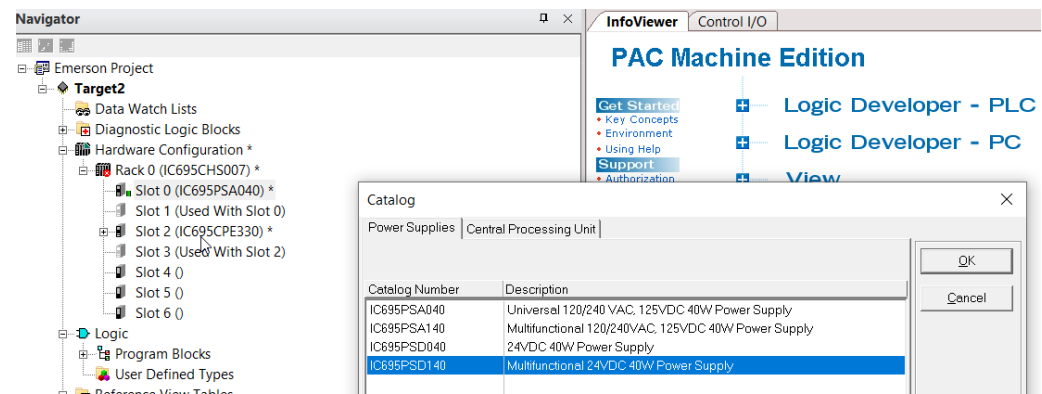 Navigator
Emerson Project
Target2
Data Watch Lists
Diagnostic Logic Blocks
Hardware Configuration *
Rack 0 (IC695CHS007) *
Slot 0 (IC695PSA040) *
Slot 1 (Used With Slot 0)
Slot 2 (IC695CPE330) *
Slot 3 (Used With Slot 2)
Slot 4 ()
Slot 5 ()
Slot 6 ()
Logic
Program Blocks
User Defined Types
Reference View Tables
InfoViewer
Control I/O
PAC Machine Edition
Get Started
Key Concepts
Environment
Using Help
Support
Authorization
Logic Developer - PLC
Logic Developer - PC
View
Catalog
Power Supplies
Central Processing Unit
Catalog Number Description
IC695PSA040 Universal 120/240 VAC, 125VDC 40W Power Supply
IC695PSA140 Multifunctional 120/240VAC, 125VDC 40W Power Supply
IC695PSD040 24VDC 40W Power Supply
IC695PSD140 Multifunctional 24VDC 40W Power Supply
OK
Cancel